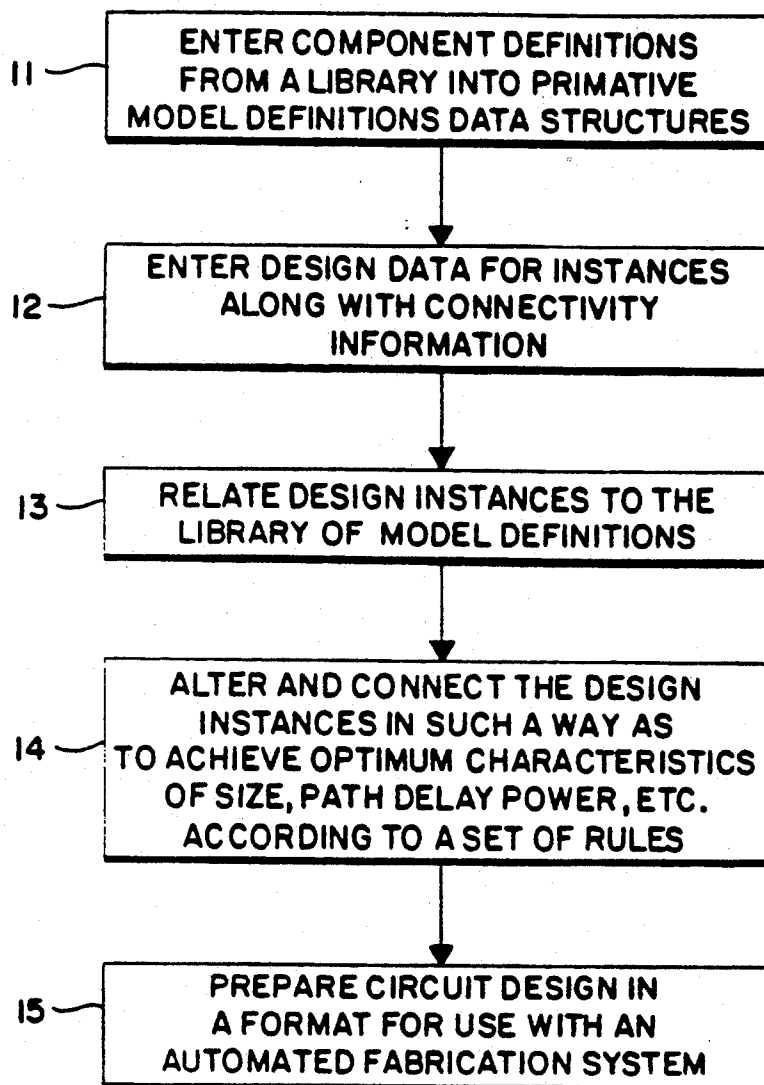 ENTER COMPONENT DEFINITIONS
11 FROM A LIBRARY INTO PRIMATIVE
MODEL DEFINITIONS DATA STRUCTURES
ENTER DESIGN DATA FOR INSTANCES
12 ALONG WITH CONNECTIVITY
INFORMATION
13 RELATE DESIGN INSTANCES TO THE
LIBRARY OF MODEL DEFINITIONS
ALTER AND CONNECT THE DESIGN
INSTANCES IN SUCH A WAY AS
14 TO ACHIEVE OPTIMUM CHARACTERISTICS
OF SIZE, PATH DELAY POWER, ETC.
ACCORDING TO A SET OF RULES
PREPARE CIRCUIT DESIGN IN
15 A FORMAT FOR USE WITH AN
AUTOMATED FABRICATION SYSTEM